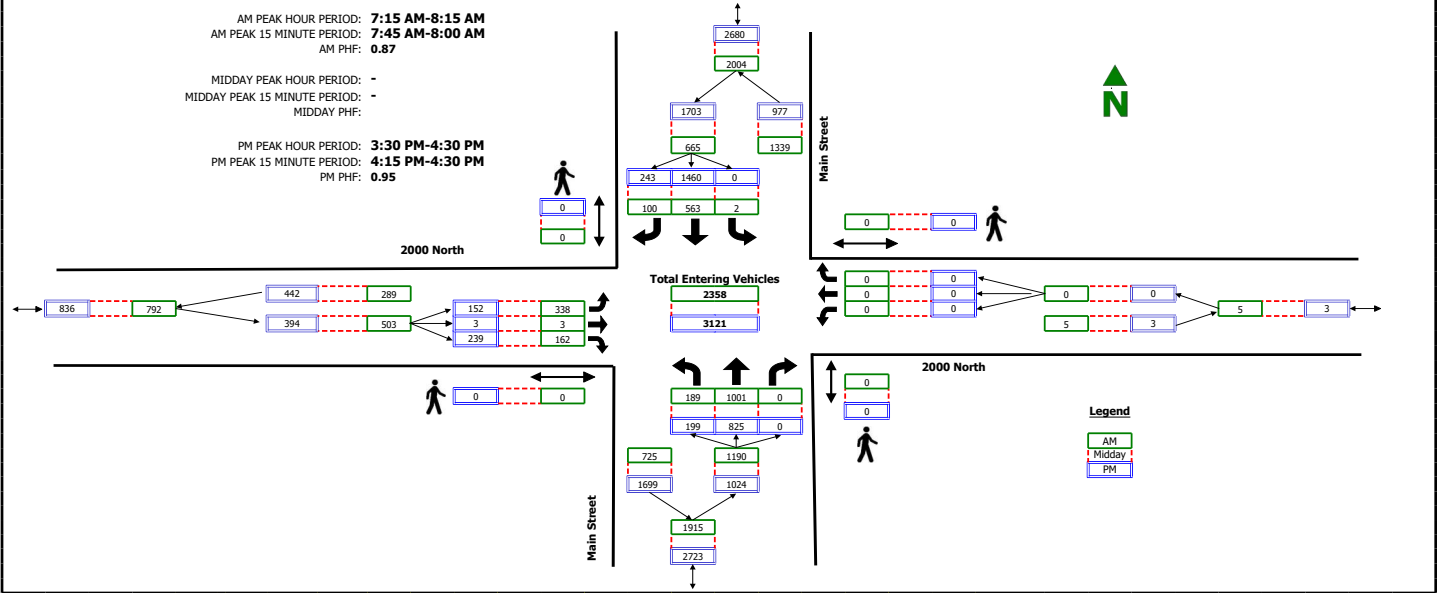 AM PEAK HOUR PERIOD: 7:15 AM-8:15 AM
AM PEAK 15 MINUTE PERIOD: 7:45 AM-8:00 AM
AM PHF: 0.87
MIDDAY PEAK HOUR PERIOD: -
MIDDAY PEAK 15 MINUTE PERIOD: -
MIDDAY PHF:
PM PEAK HOUR PERIOD: 3:30 PM-4:30 PM
PM PEAK 15 MINUTE PERIOD: 4:15 PM-4:30 PM
PM PHF: 0.95
2680
2004
1703 977
665 1339
243 1460 0
100 563 2
Main Street
N
0
0
2000 North
0 0
Total Entering Vehicles
2358
3121
836 792
442 289
394 503
152 338
3 3
239 162
0 0
0 0
0 0
0 0
5 3
5 3
0 0
189 1001 0
199 825 0
725 1190
1699 1024
1915
2723
Main Street
2000 North
0
0
Legend
AM
Midday
PM